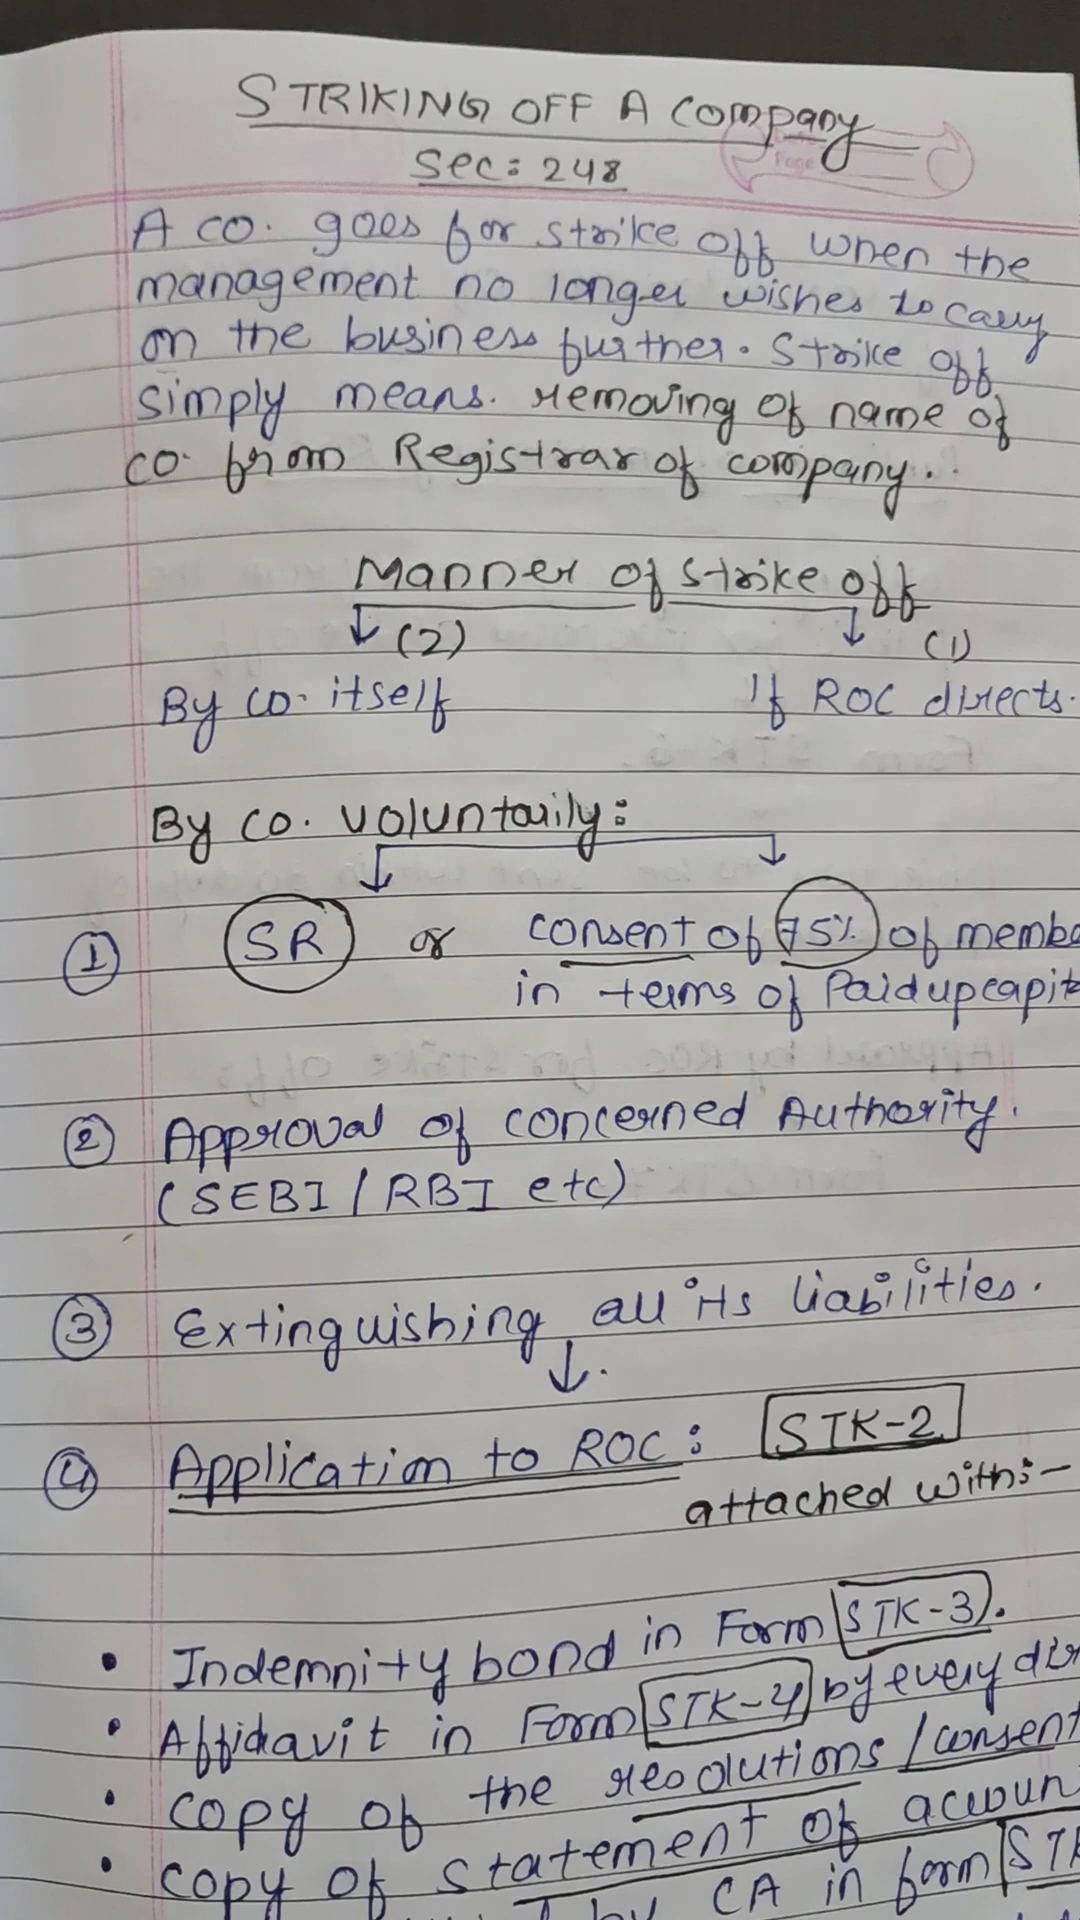 STRIKING OFF A Company
Sec: 248
Page
A co. goes for strike off when the
management no longer wishes to carry
on the business further. Strike off
simply means. removing of name of
co. from Registrar of company..
Manner of strike off
(2) (1)
By co. itself If ROC directs.
By co. voluntarily:
① SR or consent of 75% of memb
in terms of Paidupcapit
② Approval of concerned Authority.
(SEBI / RBI etc)
③ Extinguishing all its liabilities.
④ Application to ROC: STK-2
attached with:-
• Indemnity bond in Form STK-3.
• Affidavit in Form STK-4 by every dir
• copy of the resolutions / consent
• copy of statement of accoun
by CA in form ST